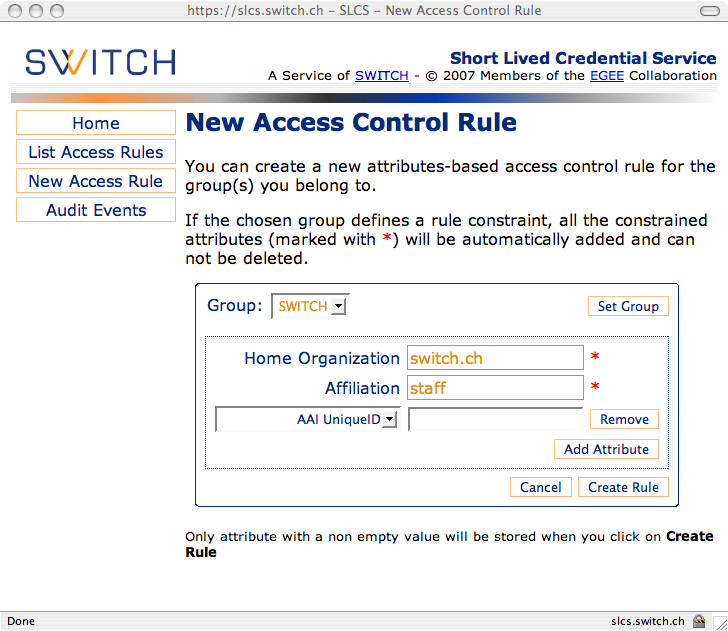 https://slcs.switch.ch – SLCS – New Access Control Rule
SWITCH
Short Lived Credential Service
A Service of SWITCH - © 2007 Members of the EGEE Collaboration
Home
List Access Rules
New Access Rule
Audit Events
New Access Control Rule
You can create a new attributes-based access control rule for the
group(s) you belong to.
If the chosen group defines a rule constraint, all the constrained
attributes (marked with *) will be automatically added and can
not be deleted.
Group: SWITCH Set Group
Home Organization switch.ch *
Affiliation staff *
AAI UniqueID Remove
Add Attribute
Cancel Create Rule
Only attribute with a non empty value will be stored when you click on Create
Rule
Done slcs.switch.ch